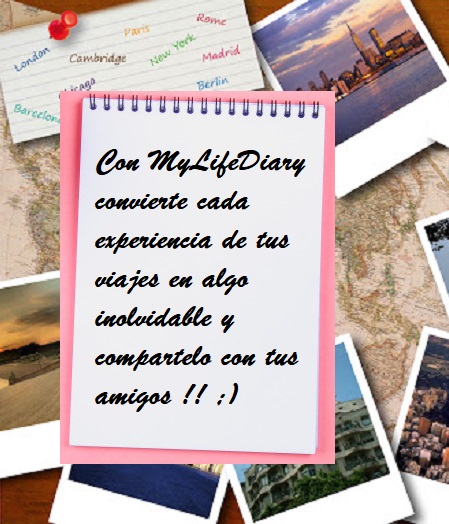 Paris
Rome
London
Cambridge
New York
Madrid
Chicago
Berlin
Barcelona
Con MyLifeDiary
convierte cada
experiencia de tus
viajes en algo
inolvidable y
compartelo con tus
amigos !! ;)